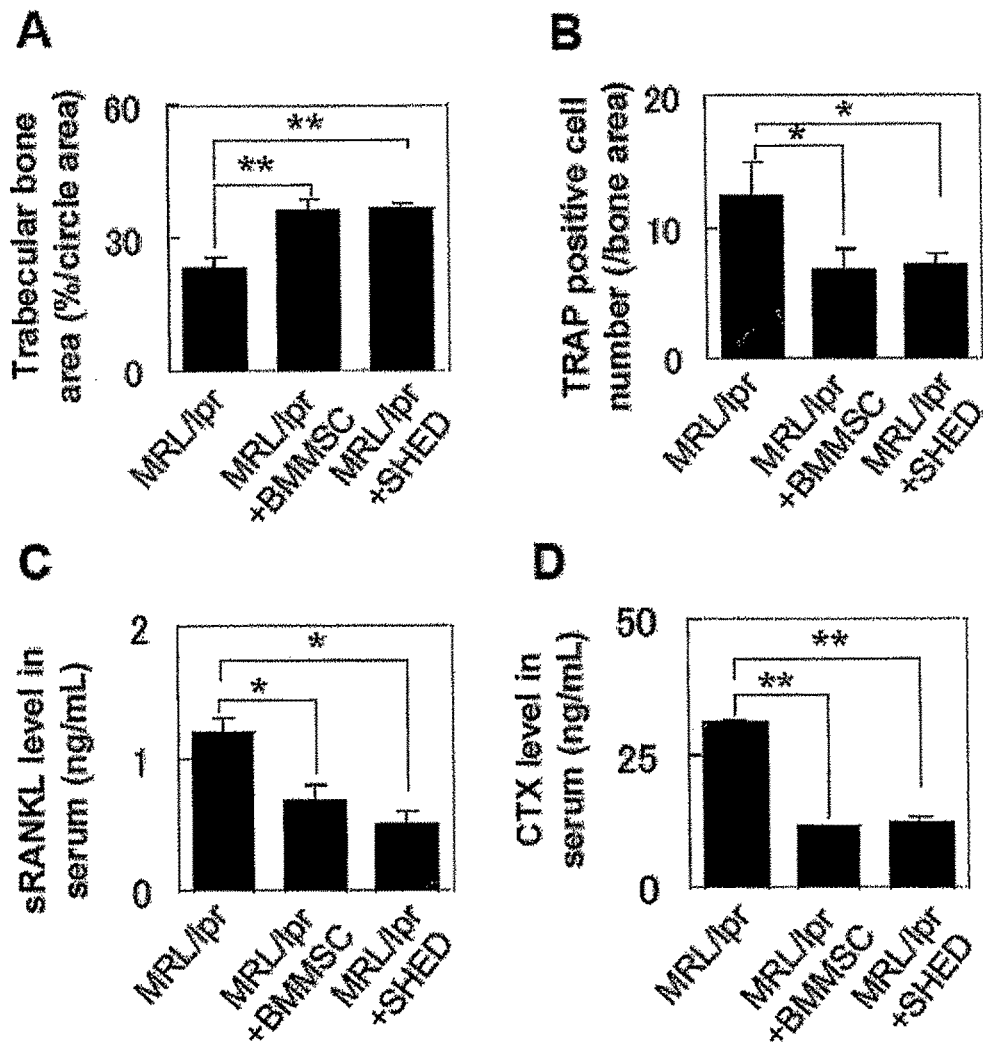 A
Trabecular bone
area (%/circle area)
60
30
0
**
**
MRL/lpr
MRL/lpr
+BMMSC
MRL/lpr
+SHED
B
TRAP positive cell
number (/bone area)
20
10
0
*
*
MRL/lpr
MRL/lpr
+BMMSC
MRL/lpr
+SHED
C
sRANKL level in
serum (ng/mL)
2
1
0
*
*
MRL/lpr
MRL/lpr
+BMMSC
MRL/lpr
+SHED
D
CTX level in
serum (ng/mL)
50
25
0
**
**
MRL/lpr
MRL/lpr
+BMMSC
MRL/lpr
+SHED